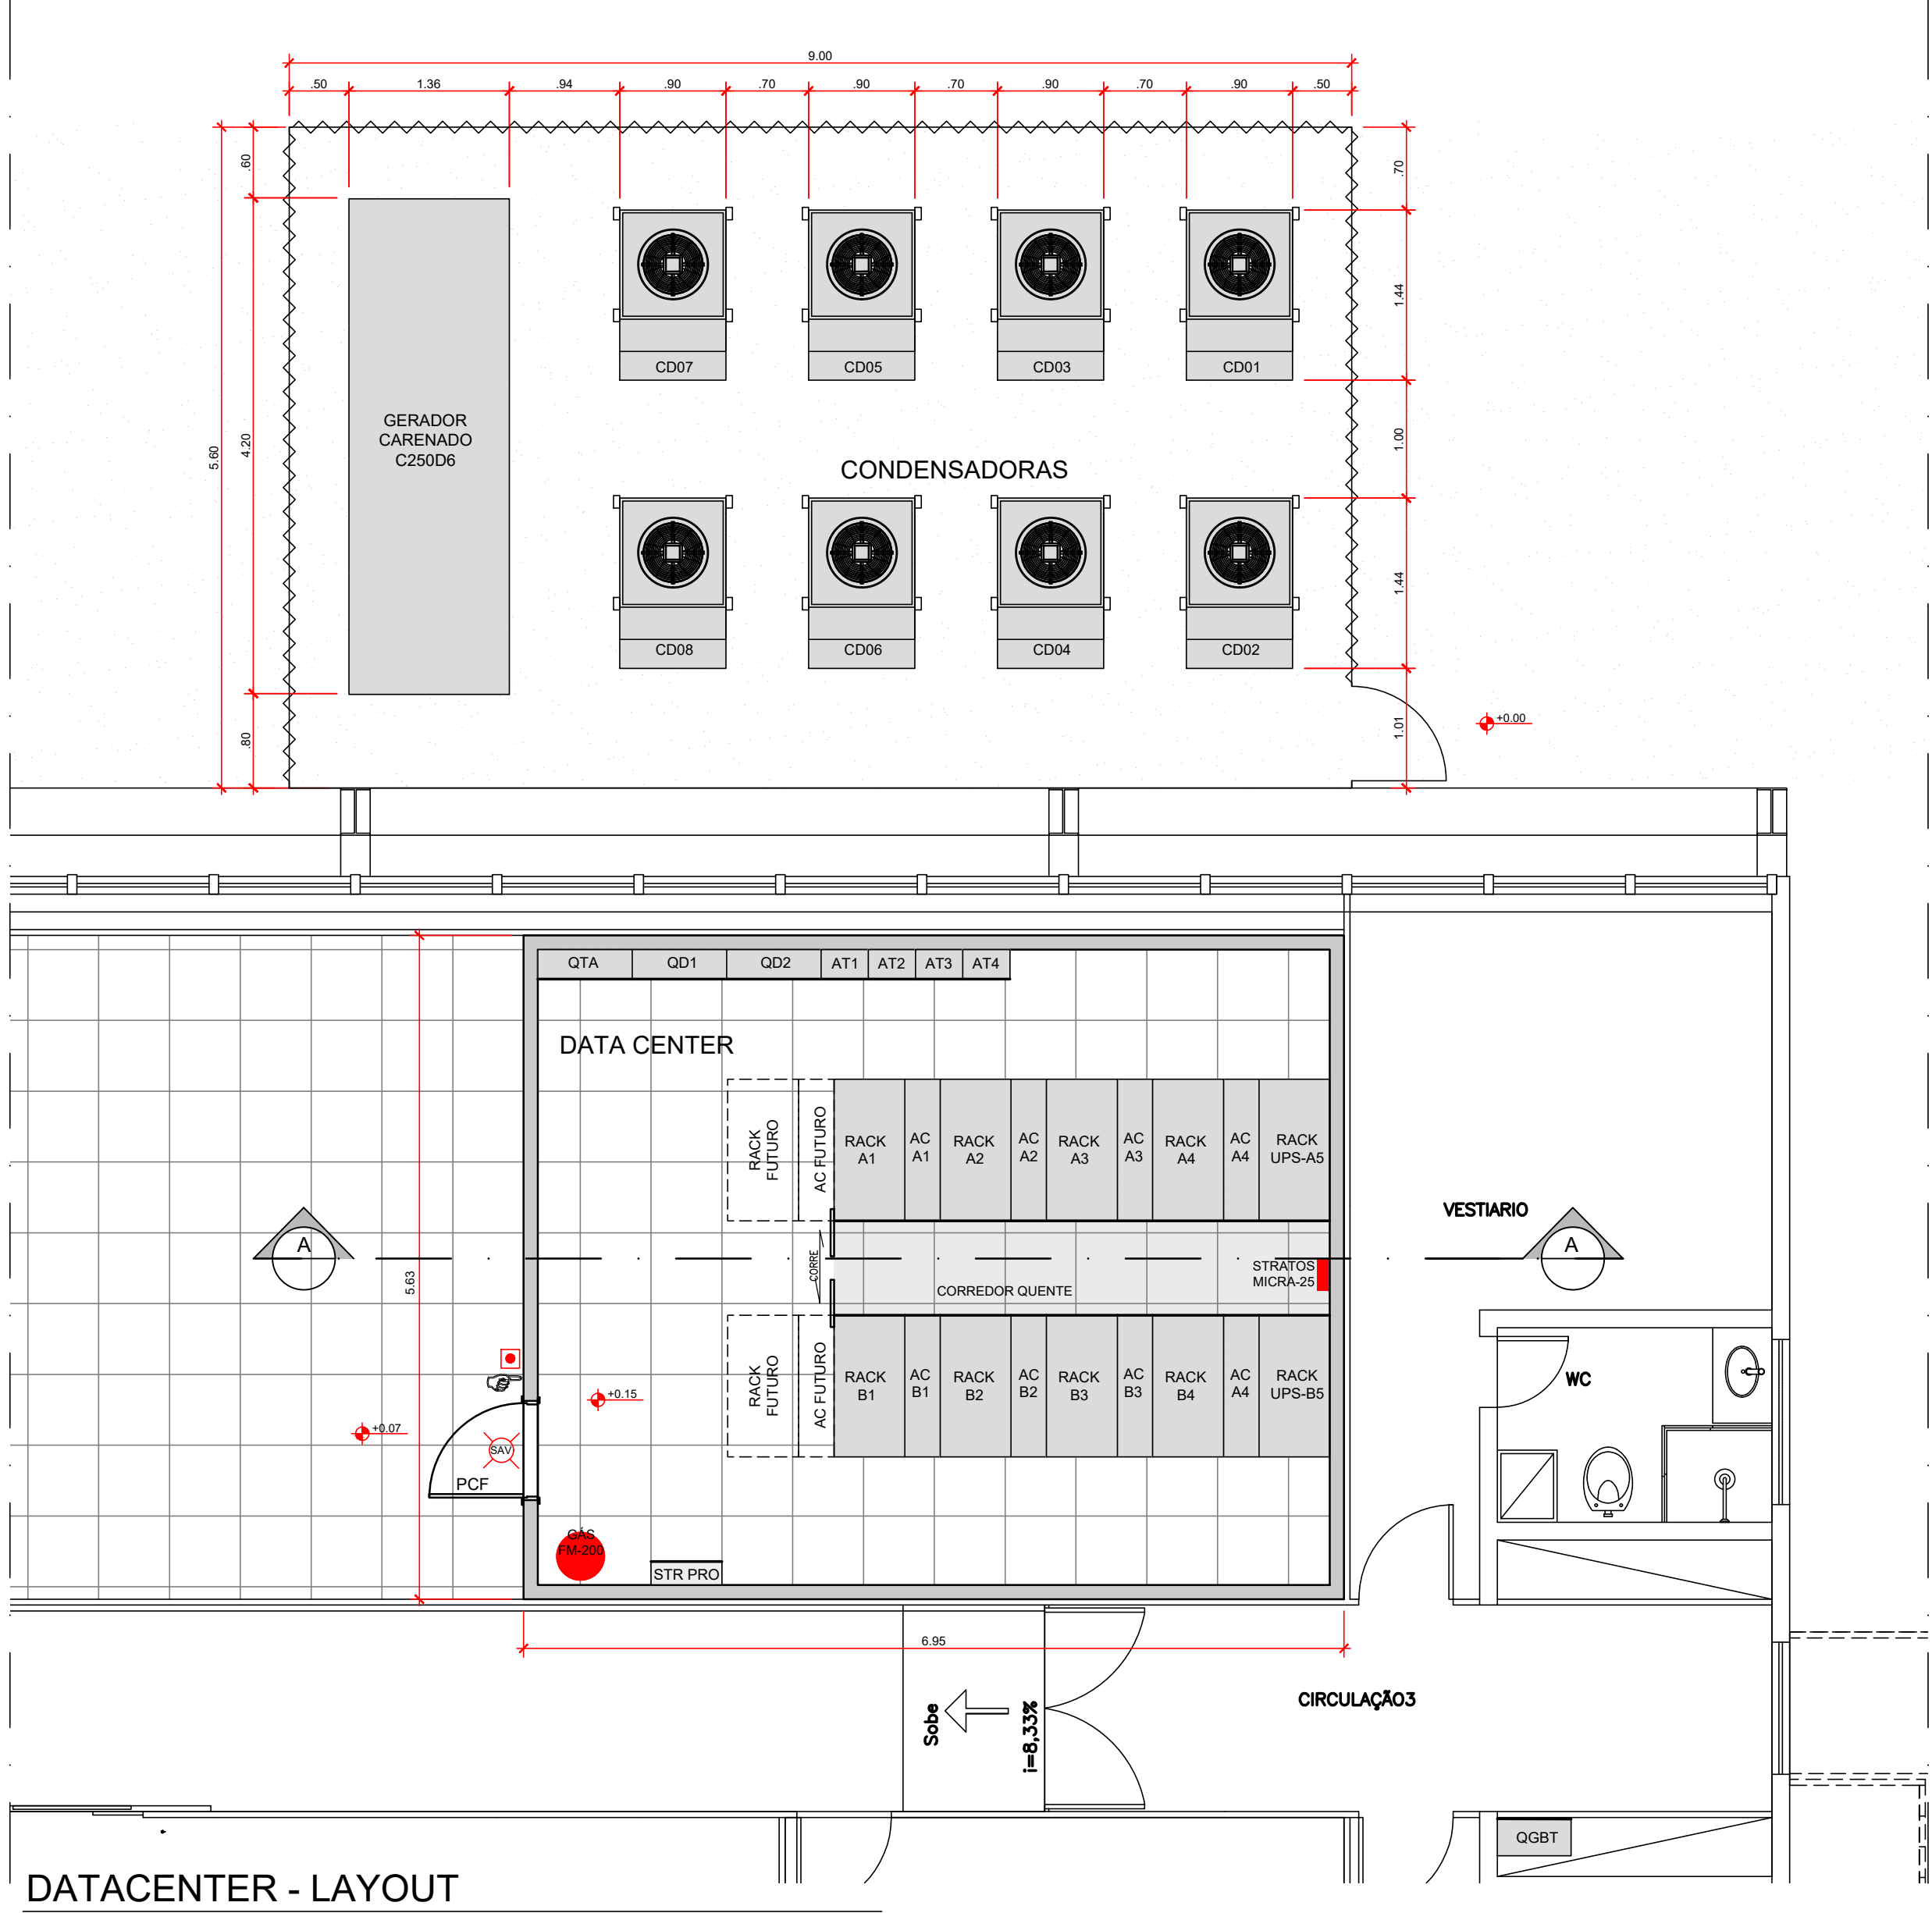 9.00
.50
1.36
.94
.90
.70
.90
.70
.90
.70
.90
.50
.60
4.20
.80
5.60
.70
1.44
1.00
1.44
1.01
CD07
CD05
CD03
CD01
GERADOR
CARENADO
C250D6
CONDENSADORAS
CD08
CD06
CD04
CD02
+0.00
QTA
QD1
QD2
AT1
AT2
AT3
AT4
DATA CENTER
RACK
FUTURO
AC FUTURO
RACK
A1
AC
A1
RACK
A2
AC
A2
RACK
A3
AC
A3
RACK
A4
AC
A4
RACK
UPS-A5
VESTIARIO
A
A
5.63
CORRE
CORREDOR QUENTE
STRATOS
MICRA-25
RACK
FUTURO
AC FUTURO
RACK
B1
AC
B1
RACK
B2
AC
B2
RACK
B3
AC
B3
RACK
B4
AC
A4
RACK
UPS-B5
WC
+0.15
+0.07
SAV
PCF
GÁS
FM-200
STR PRO
6.95
Sobe
i=8,33%
CIRCULAÇÃO3
QGBT
DATACENTER - LAYOUT